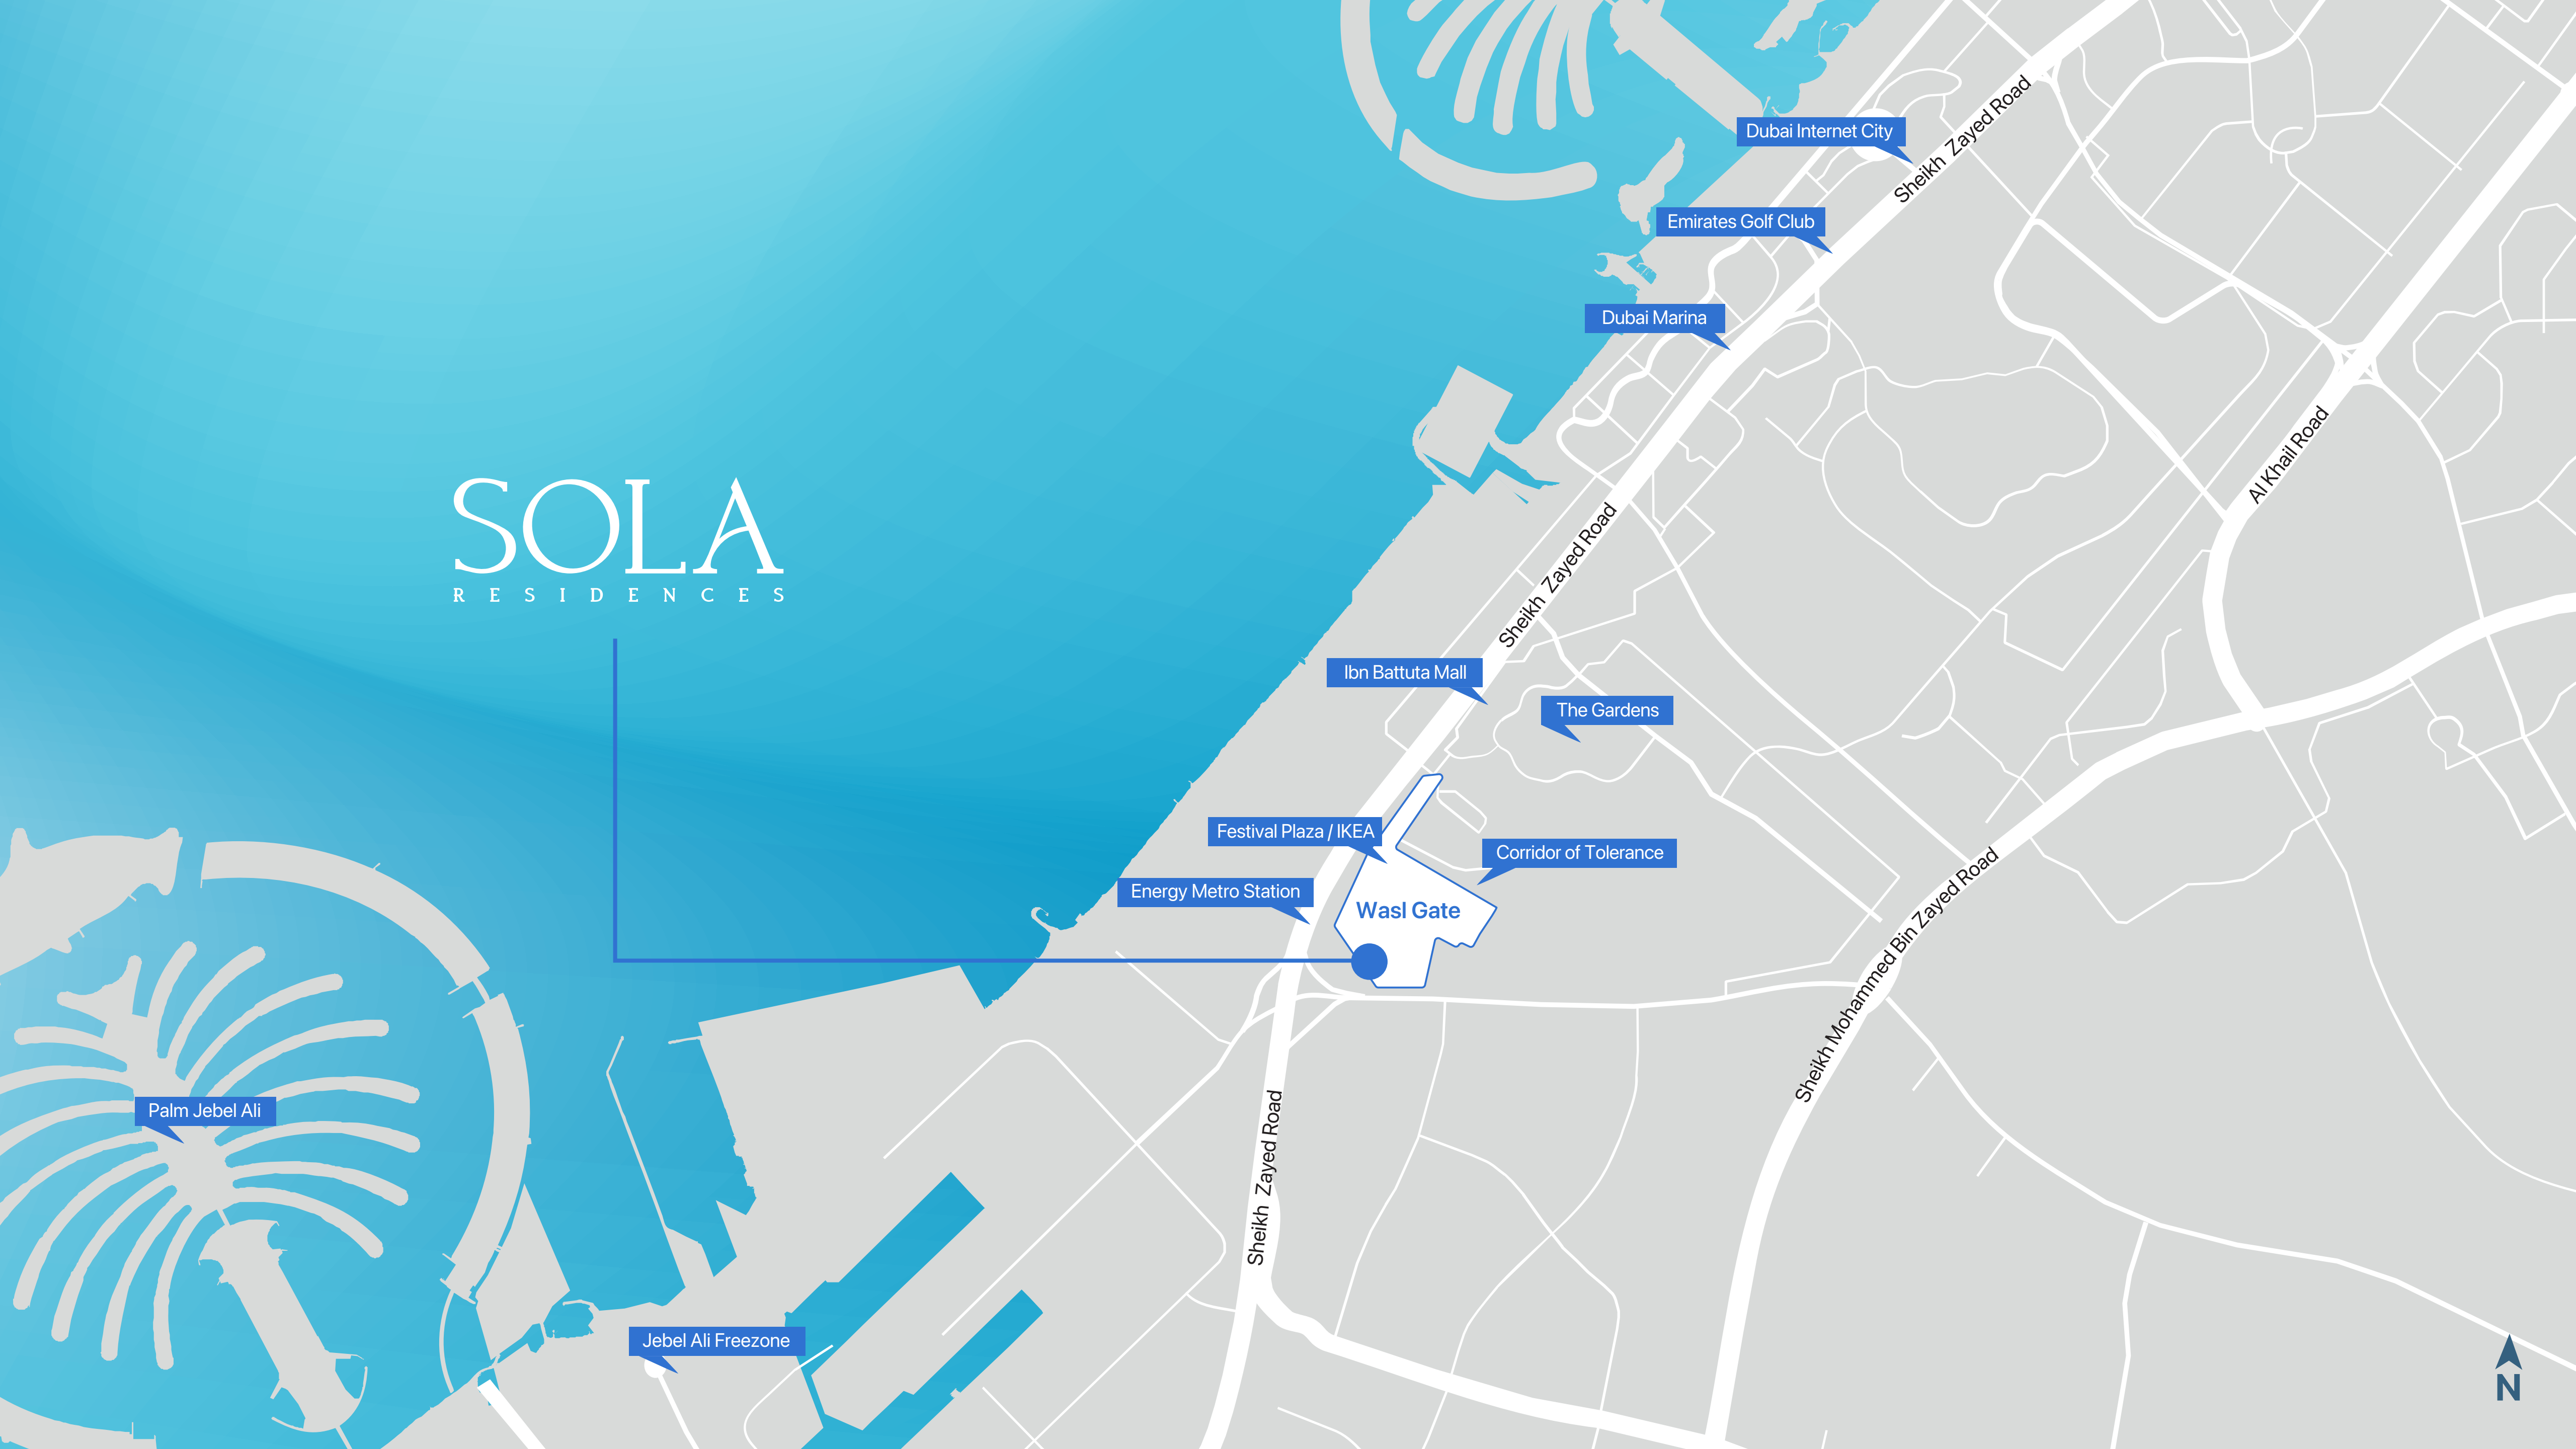 Dubai Internet City
Sheikh Zayed Road
Emirates Golf Club
Dubai Marina
Al Khail Road
SOLA
RESIDENCES
Sheikh Zayed Road
Ibn Battuta Mall
The Gardens
Festival Plaza / IKEA
Corridor of Tolerance
Energy Metro Station
Wasl Gate
Sheikh Mohammed Bin Zayed Road
Palm Jebel Ali
Sheikh Zayed Road
Jebel Ali Freezone
N